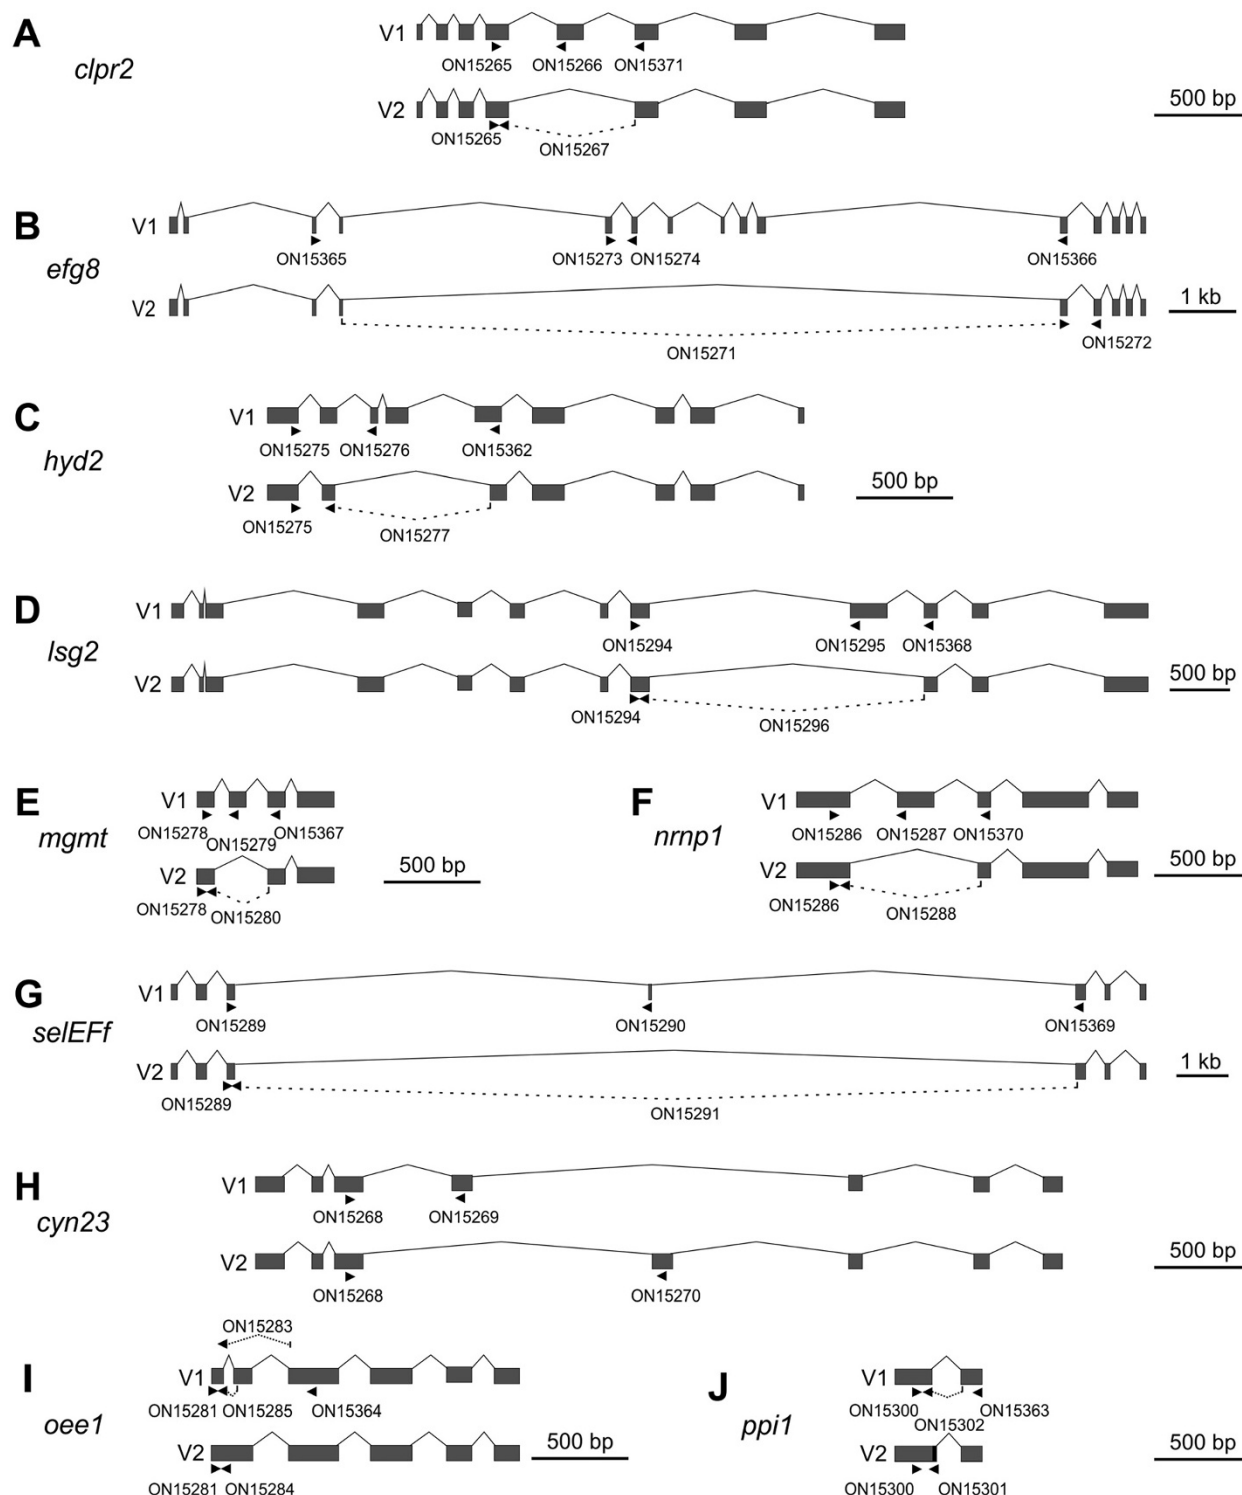 A
clpr2
V1
ON15265 ON15266 ON15371
V2
ON15265
ON15267
500 bp
B
efg8
V1
ON15365 ON15273 ON15274 ON15366
V2
ON15271
ON15272
1 kb
C
hyd2
V1
ON15275 ON15276 ON15362
V2
ON15275 ON15277
500 bp
D
lsg2
V1
ON15294 ON15295 ON15368
V2
ON15294
ON15296
500 bp
E
mgmt
V1
ON15278 ON15367
ON15279
V2
ON15278 ON15280
500 bp
F
nrnp1
V1
ON15286 ON15287 ON15370
V2
ON15286 ON15288
500 bp
G
selEFf
V1
ON15289 ON15290 ON15369
V2
ON15289
ON15291
1 kb
H
cyn23
V1
ON15268 ON15269
V2
ON15268 ON15270
500 bp
I
oee1
ON15283
V1
ON15281 ON15285 ON15364
V2
ON15281 ON15284
500 bp
J
ppi1
V1
ON15300 ON15363
ON15302
V2
ON15300 ON15301
500 bp